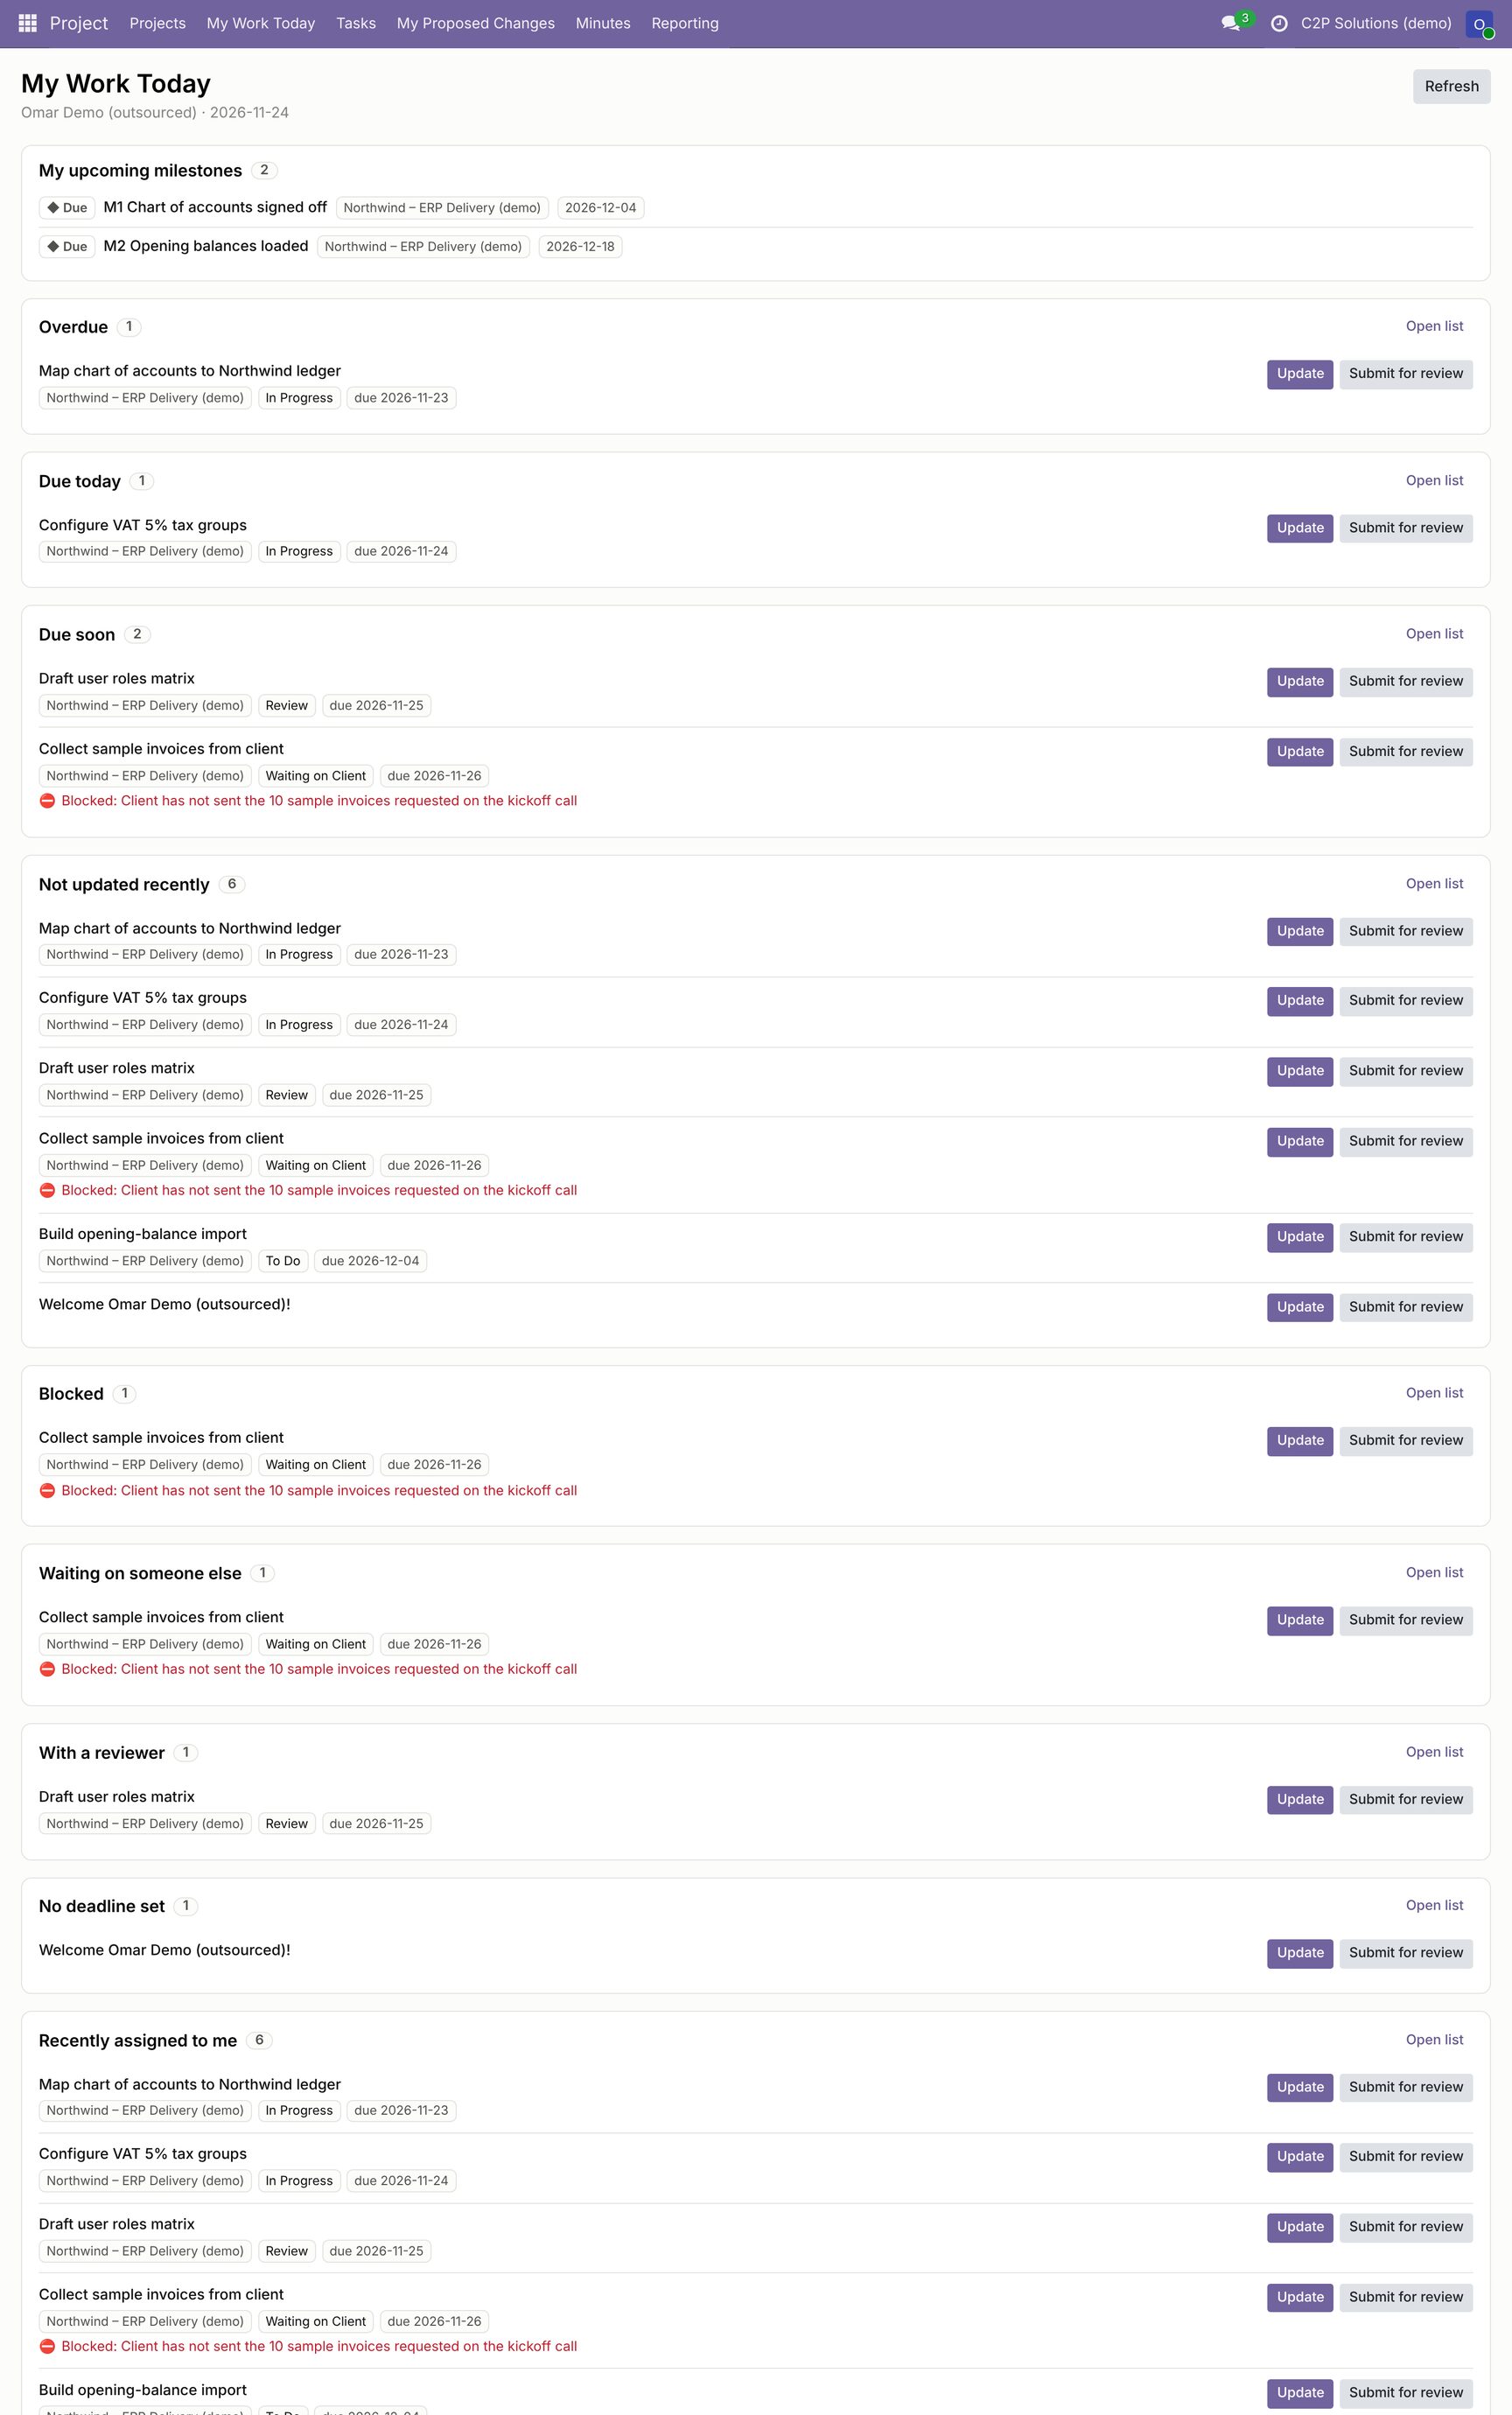 Project Projects My Work Today Tasks My Proposed Changes Minutes Reporting 3 C2P Solutions (demo) O
My Work Today Refresh
Omar Demo (outsourced) · 2026-11-24
My upcoming milestones 2
◆ Due M1 Chart of accounts signed off Northwind – ERP Delivery (demo) 2026-12-04
◆ Due M2 Opening balances loaded Northwind – ERP Delivery (demo) 2026-12-18
Overdue 1 Open list
Map chart of accounts to Northwind ledger Update Submit for review
Northwind – ERP Delivery (demo) In Progress due 2026-11-23
Due today 1 Open list
Configure VAT 5% tax groups Update Submit for review
Northwind – ERP Delivery (demo) In Progress due 2026-11-24
Due soon 2 Open list
Draft user roles matrix Update Submit for review
Northwind – ERP Delivery (demo) Review due 2026-11-25
Collect sample invoices from client Update Submit for review
Northwind – ERP Delivery (demo) Waiting on Client due 2026-11-26
Blocked: Client has not sent the 10 sample invoices requested on the kickoff call
Not updated recently 6 Open list
Map chart of accounts to Northwind ledger Update Submit for review
Northwind – ERP Delivery (demo) In Progress due 2026-11-23
Configure VAT 5% tax groups Update Submit for review
Northwind – ERP Delivery (demo) In Progress due 2026-11-24
Draft user roles matrix Update Submit for review
Northwind – ERP Delivery (demo) Review due 2026-11-25
Collect sample invoices from client Update Submit for review
Northwind – ERP Delivery (demo) Waiting on Client due 2026-11-26
Blocked: Client has not sent the 10 sample invoices requested on the kickoff call
Build opening-balance import Update Submit for review
Northwind – ERP Delivery (demo) To Do due 2026-12-04
Welcome Omar Demo (outsourced)! Update Submit for review
Blocked 1 Open list
Collect sample invoices from client Update Submit for review
Northwind – ERP Delivery (demo) Waiting on Client due 2026-11-26
Blocked: Client has not sent the 10 sample invoices requested on the kickoff call
Waiting on someone else 1 Open list
Collect sample invoices from client Update Submit for review
Northwind – ERP Delivery (demo) Waiting on Client due 2026-11-26
Blocked: Client has not sent the 10 sample invoices requested on the kickoff call
With a reviewer 1 Open list
Draft user roles matrix Update Submit for review
Northwind – ERP Delivery (demo) Review due 2026-11-25
No deadline set 1 Open list
Welcome Omar Demo (outsourced)! Update Submit for review
Recently assigned to me 6 Open list
Map chart of accounts to Northwind ledger Update Submit for review
Northwind – ERP Delivery (demo) In Progress due 2026-11-23
Configure VAT 5% tax groups Update Submit for review
Northwind – ERP Delivery (demo) In Progress due 2026-11-24
Draft user roles matrix Update Submit for review
Northwind – ERP Delivery (demo) Review due 2026-11-25
Collect sample invoices from client Update Submit for review
Northwind – ERP Delivery (demo) Waiting on Client due 2026-11-26
Blocked: Client has not sent the 10 sample invoices requested on the kickoff call
Build opening-balance import Update Submit for review